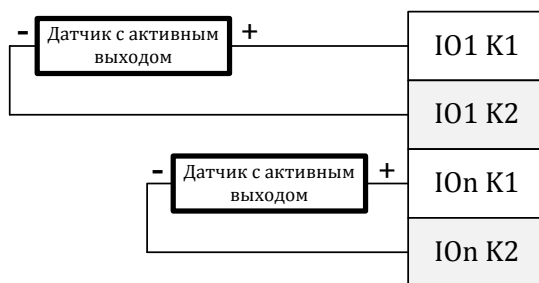 - Датчик с активным + IO1 K1
выходом
IO1 K2
- Датчик с активным + IOn K1
выходом
IOn K2